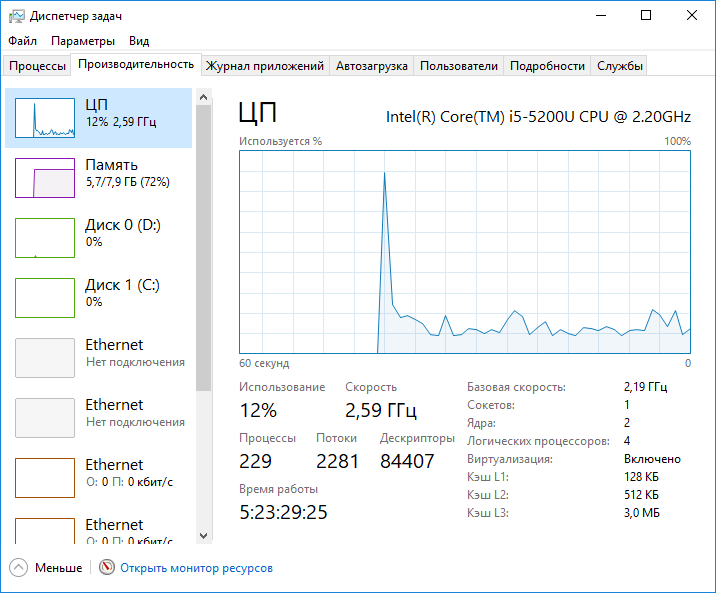 Диспетчер задач
Файл Параметры Вид
Процессы Производительность Журнал приложений Автозагрузка Пользователи Подробности Службы
ЦП
12% 2,59 ГГц
Память
5,7/7,9 ГБ (72%)
Диск 0 (D:)
0%
Диск 1 (C:)
0%
Ethernet
Нет подключения
Ethernet
Нет подключения
Ethernet
О: 0 П: 0 кбит/с
Ethernet
О: 0 П: 0 кбит/с
ЦП
Intel(R) Core(TM) i5-5200U CPU @ 2.20GHz
Используется % 100%
60 секунд 0
Использование Скорость
12% 2,59 ГГц
Процессы Потоки Дескрипторы
229 2281 84407
Время работы
5:23:29:25
Базовая скорость: 2,19 ГГц
Сокетов: 1
Ядра: 2
Логических процессоров: 4
Виртуализация: Включено
Кэш L1: 128 КБ
Кэш L2: 512 КБ
Кэш L3: 3,0 МБ
Меньше Открыть монитор ресурсов